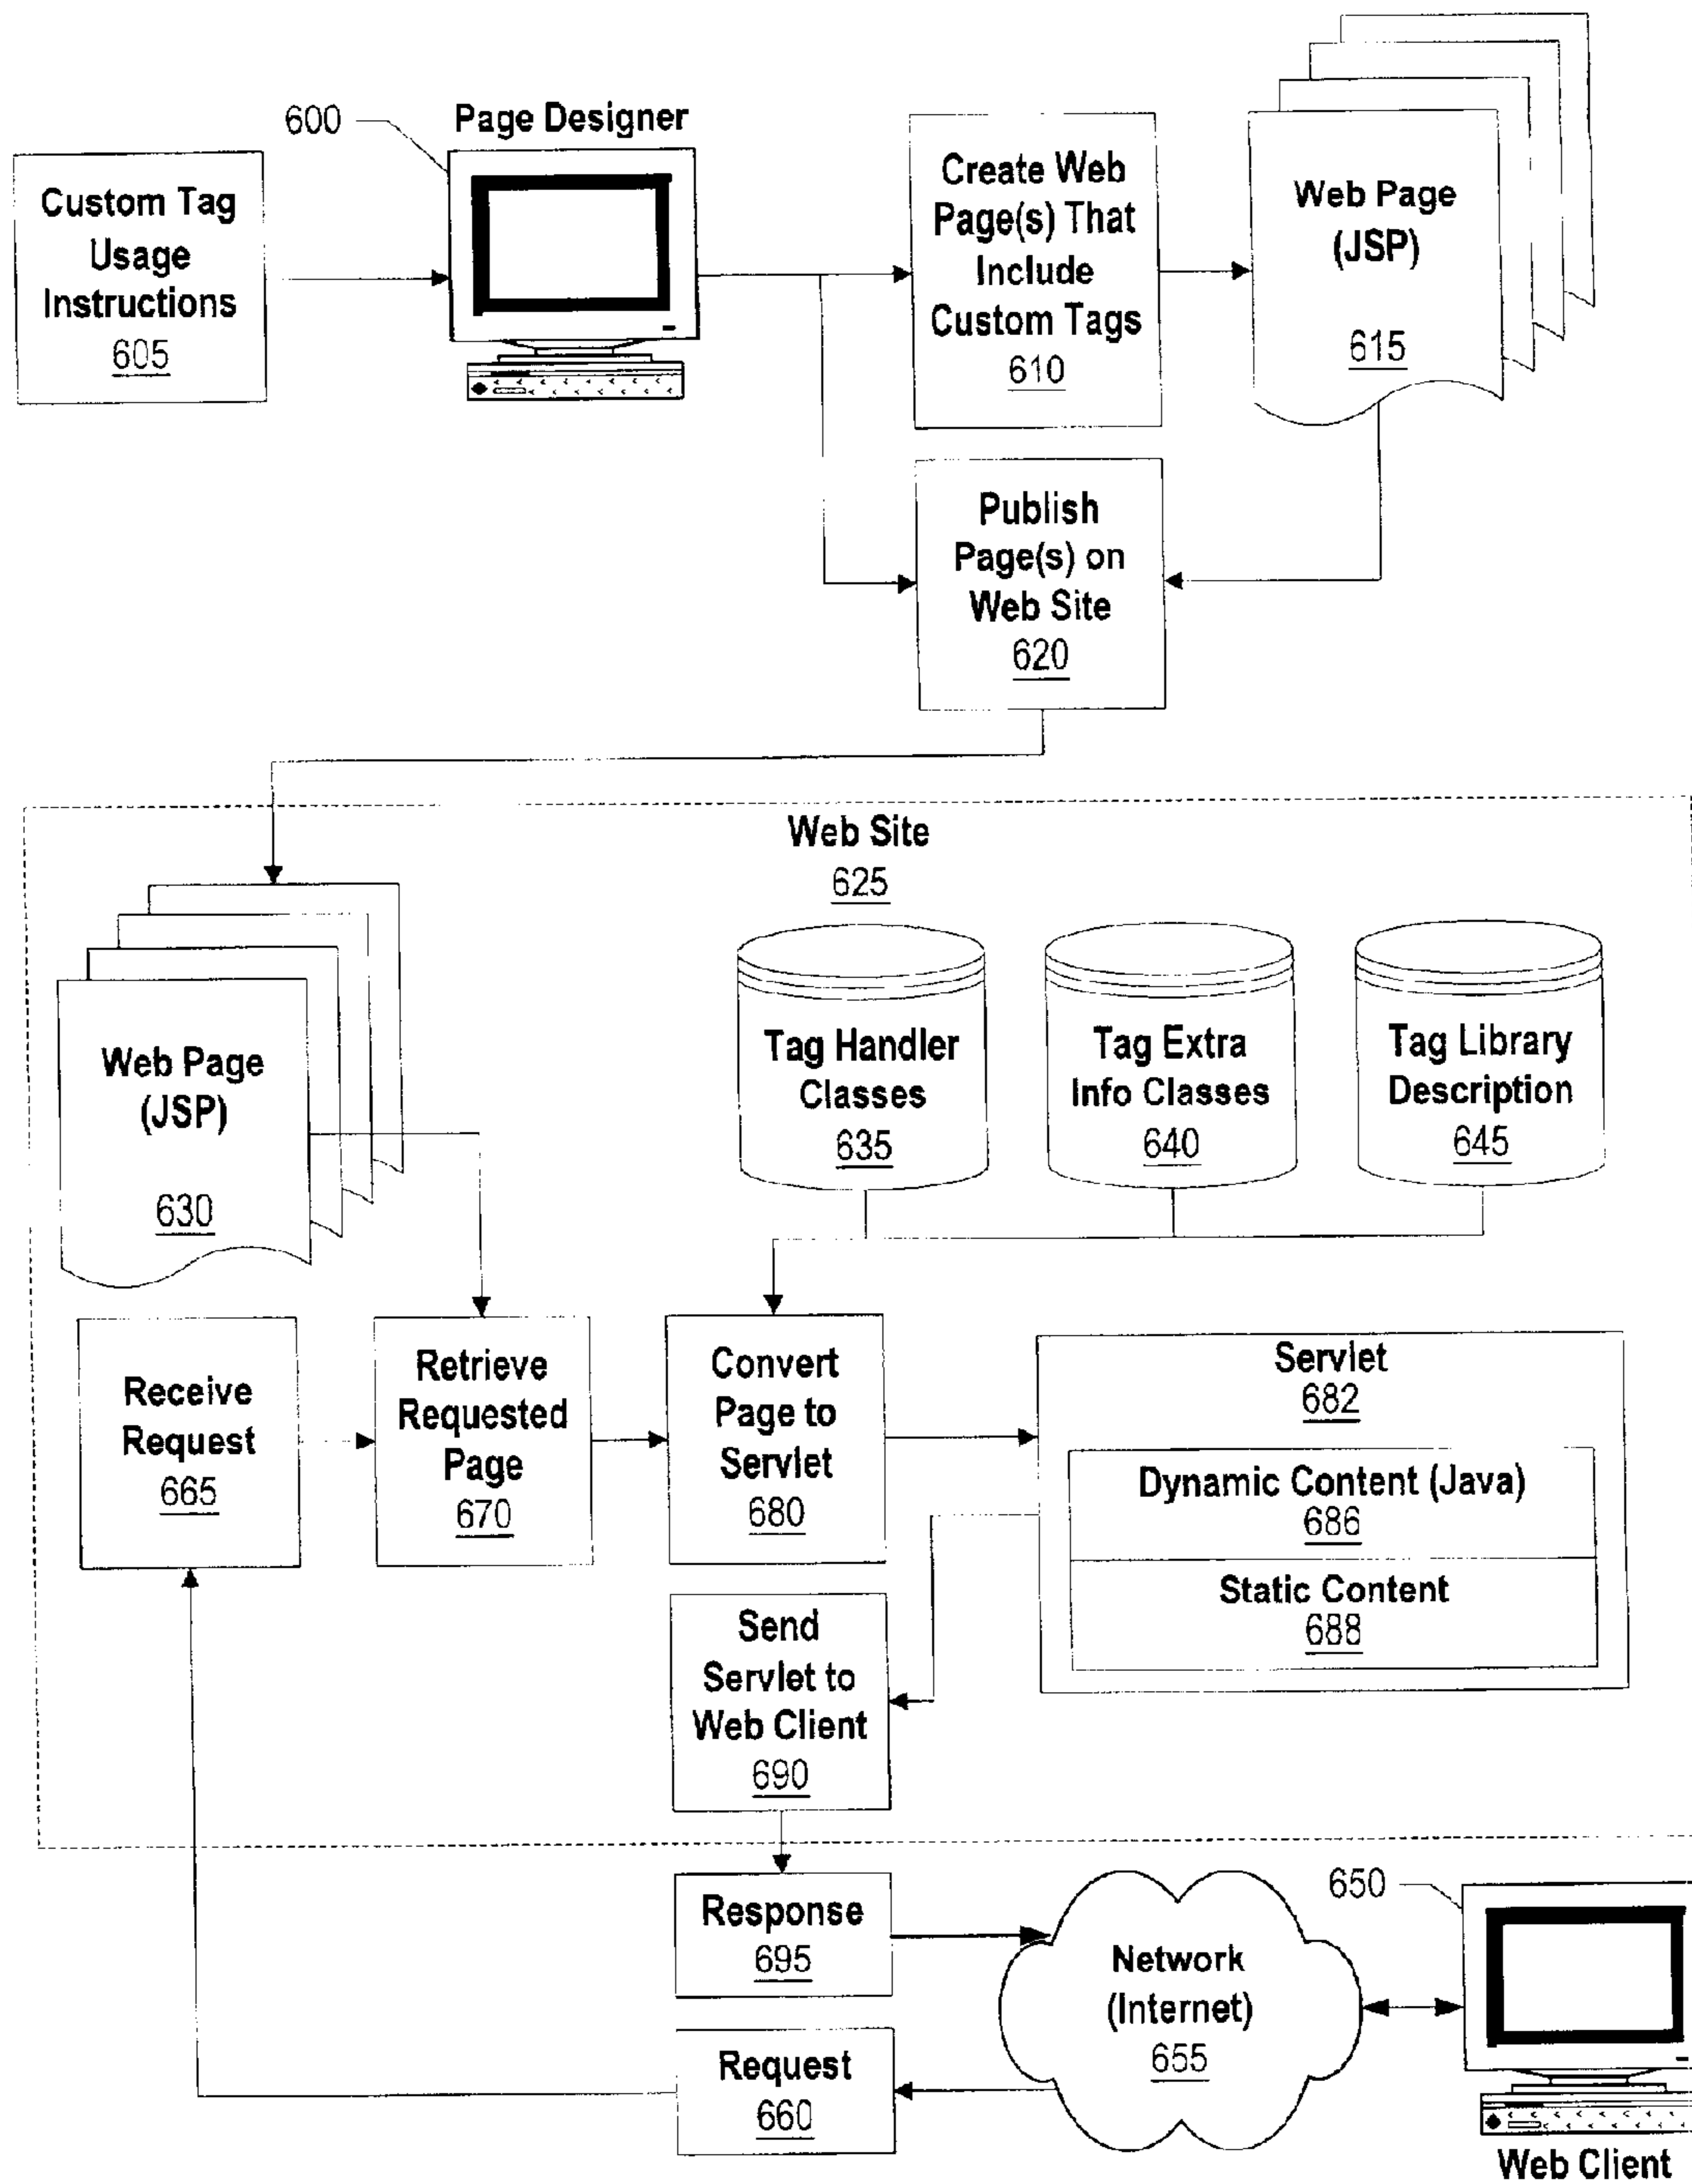 600
Page Designer
Custom Tag
Usage
Instructions
605
Create Web
Page(s) That
Include
Custom Tags
610
Web Page
(JSP)
615
Publish
Page(s) on
Web Site
620
Web Site
625
Web Page
(JSP)
630
Tag Handler
Classes
635
Tag Extra
Info Classes
640
Tag Library
Description
645
Receive
Request
665
Retrieve
Requested
Page
670
Convert
Page to
Servlet
680
Servlet
682
Dynamic Content (Java)
686
Static Content
688
Send
Servlet to
Web Client
690
Response
695
Network
(Internet)
655
650
Request
660
Web Client